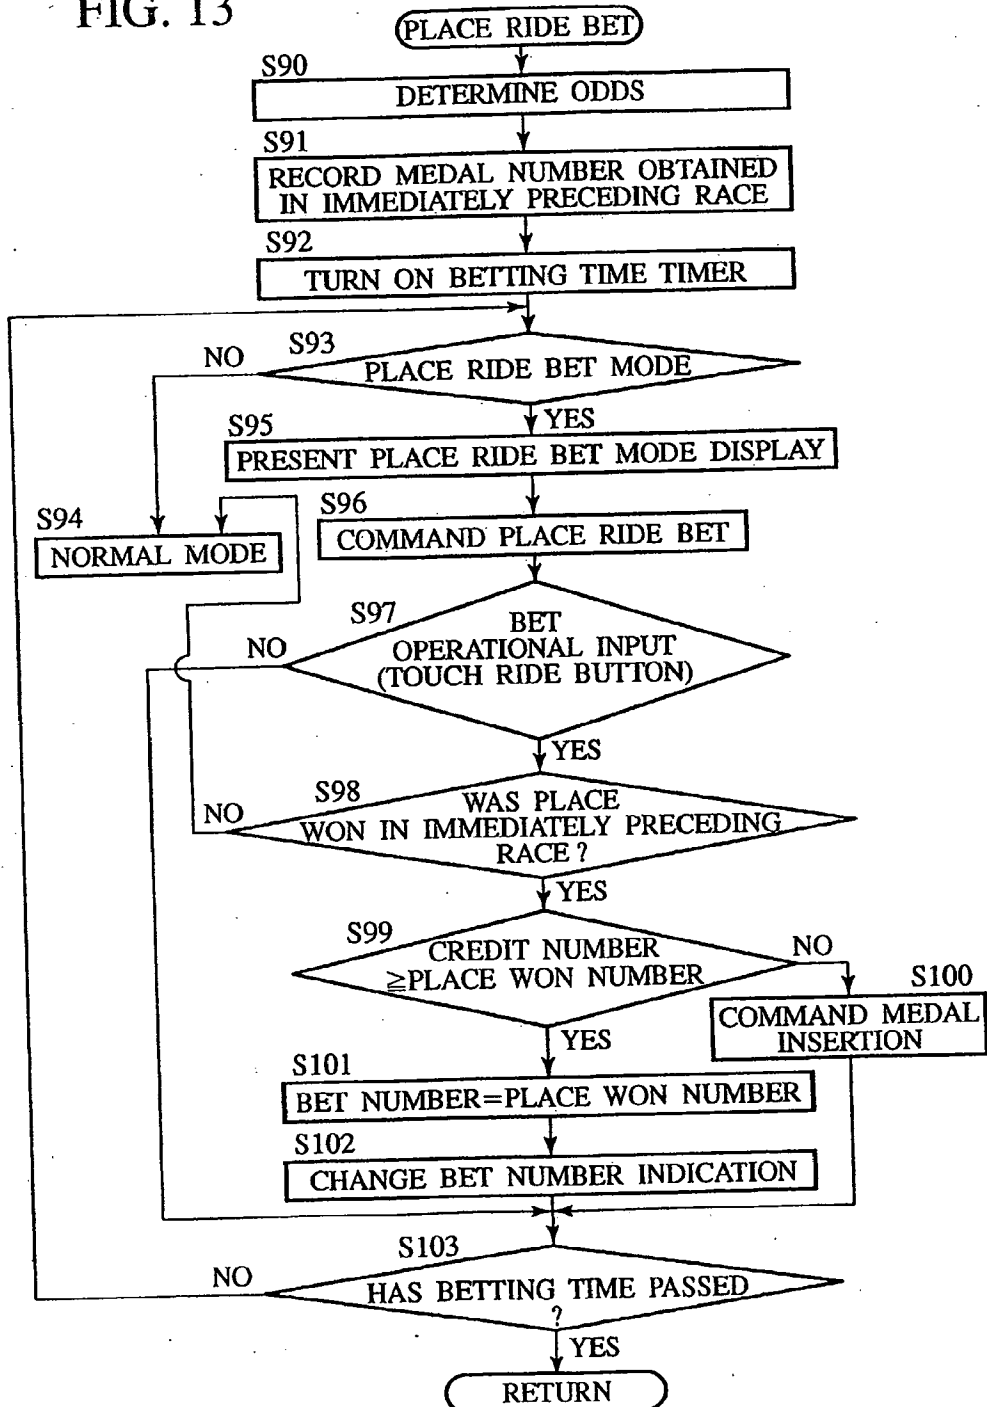 FIG. 13
PLACE RIDE BET
S90
DETERMINE ODDS
S91
RECORD MEDAL NUMBER OBTAINED
IN IMMEDIATELY PRECEDING RACE
S92
TURN ON BETTING TIME TIMER
S93
NO
PLACE RIDE BET MODE
YES
S95
PRESENT PLACE RIDE BET MODE DISPLAY
S96
COMMAND PLACE RIDE BET
S94
NORMAL MODE
S97
NO
BET
OPERATIONAL INPUT
(TOUCH RIDE BUTTON)
YES
S98
NO
WAS PLACE
WON IN IMMEDIATELY PRECEDING
RACE ?
YES
S99
CREDIT NUMBER
≧PLACE WON NUMBER
NO
S100
COMMAND MEDAL
INSERTION
YES
S101
BET NUMBER=PLACE WON NUMBER
S102
CHANGE BET NUMBER INDICATION
S103
NO
HAS BETTING TIME PASSED
?
YES
RETURN